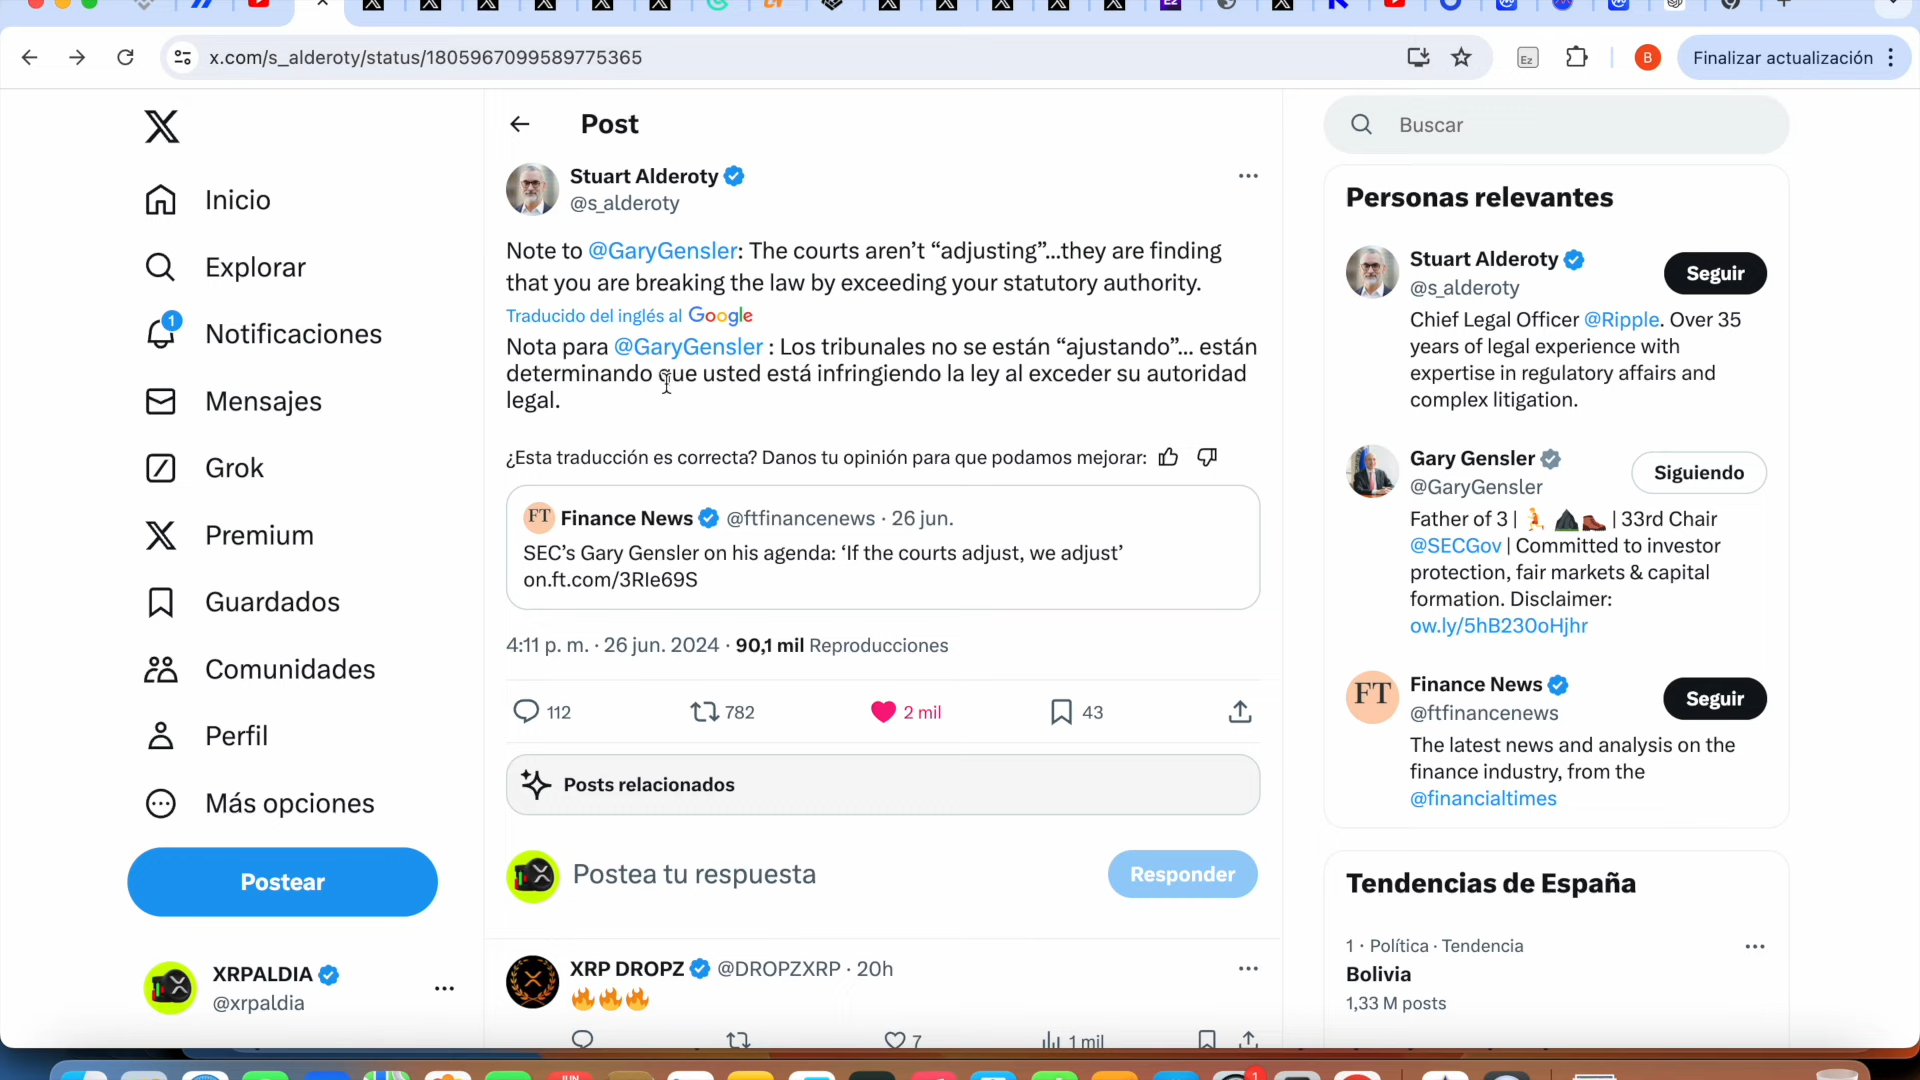 x.com/s_alderoty/status/1805967099589775365
Ez
B
Finalizar actualización
Inicio
Explorar
1
Notificaciones
Mensajes
Grok
Premium
Guardados
Comunidades
Perfil
Más opciones
Postear
XRPALDIA
@xrpaldia
Post
Stuart Alderoty
@s_alderoty
Note to @GaryGensler: The courts aren’t “adjusting”...they are finding
that you are breaking the law by exceeding your statutory authority.
Traducido del inglés al Google
Nota para @GaryGensler : Los tribunales no se están “ajustando”... están
determinando que usted está infringiendo la ley al exceder su autoridad
legal.
¿Esta traducción es correcta? Danos tu opinión para que podamos mejorar:
FT Finance News @ftfinancenews · 26 jun.
SEC’s Gary Gensler on his agenda: ‘If the courts adjust, we adjust’
on.ft.com/3RIe69S
4:11 p. m. · 26 jun. 2024 · 90,1 mil Reproducciones
112 782 2 mil 43
Posts relacionados
Postea tu respuesta
Responder
XRP DROPZ @DROPZXRP · 20h
🔥🔥🔥
7 1 mil
Buscar
Personas relevantes
Stuart Alderoty
@s_alderoty
Seguir
Chief Legal Officer @Ripple. Over 35
years of legal experience with
expertise in regulatory affairs and
complex litigation.
Gary Gensler
@GaryGensler
Siguiendo
Father of 3 | 🏃 ⛰️🥾 | 33rd Chair
@SECGov | Committed to investor
protection, fair markets & capital
formation. Disclaimer:
ow.ly/5hB230oHjhr
FT
Finance News
@ftfinancenews
Seguir
The latest news and analysis on the
finance industry, from the
@financialtimes
Tendencias de España
1 · Política · Tendencia
Bolivia
1,33 M posts
JUN
1